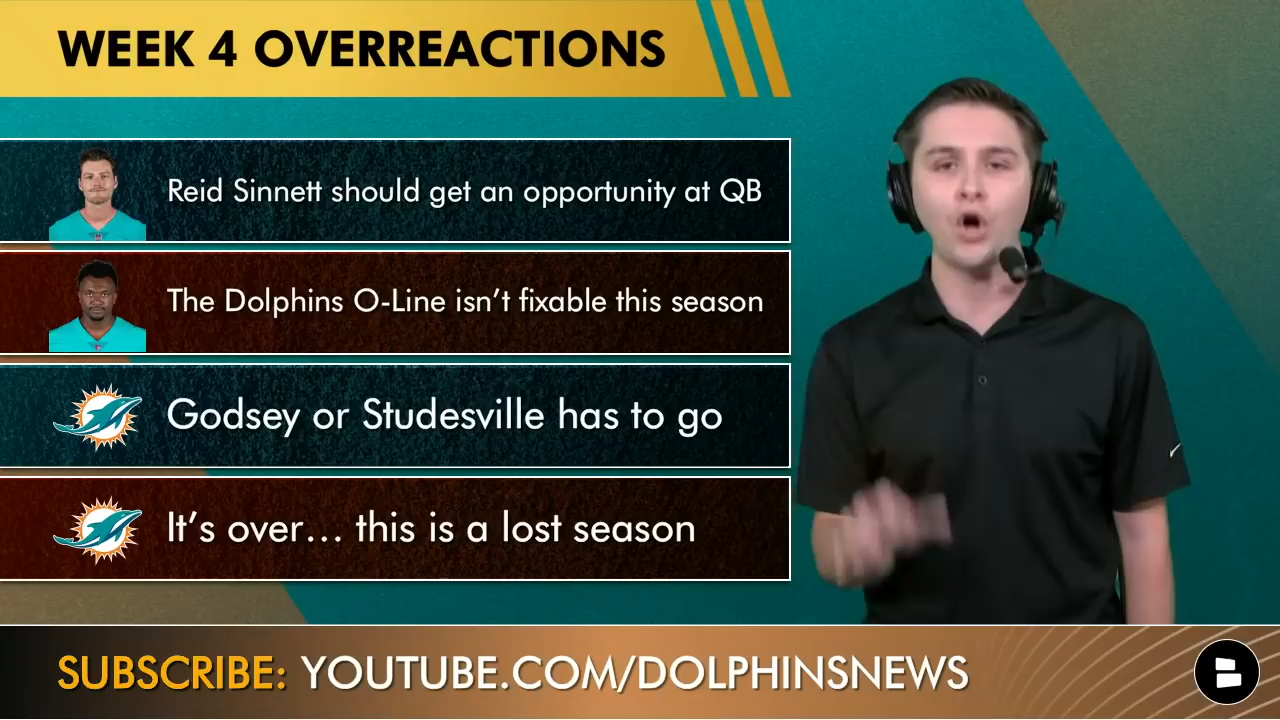 WEEK 4 OVERREACTIONS
Reid Sinnett should get an opportunity at QB
The Dolphins O-Line isn't fixable this season
Godsey or Studesville has to go
It's over... this is a lost season
SUBSCRIBE: YOUTUBE.COM/DOLPHINSNEWS